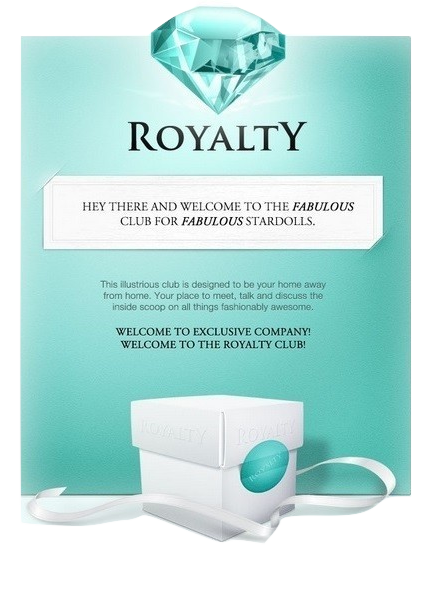 ROYALTY
HEY THERE AND WELCOME TO THE FABULOUS
CLUB FOR FABULOUS STARDOLLS.
This illustrious club is designed to be your home away
from home. Your place to meet, talk and discuss the
inside scoop on all things fashionably awesome.
WELCOME TO EXCLUSIVE COMPANY!
WELCOME TO THE ROYALTY CLUB!
ROYALTY
ROYALTY
ROYALTY